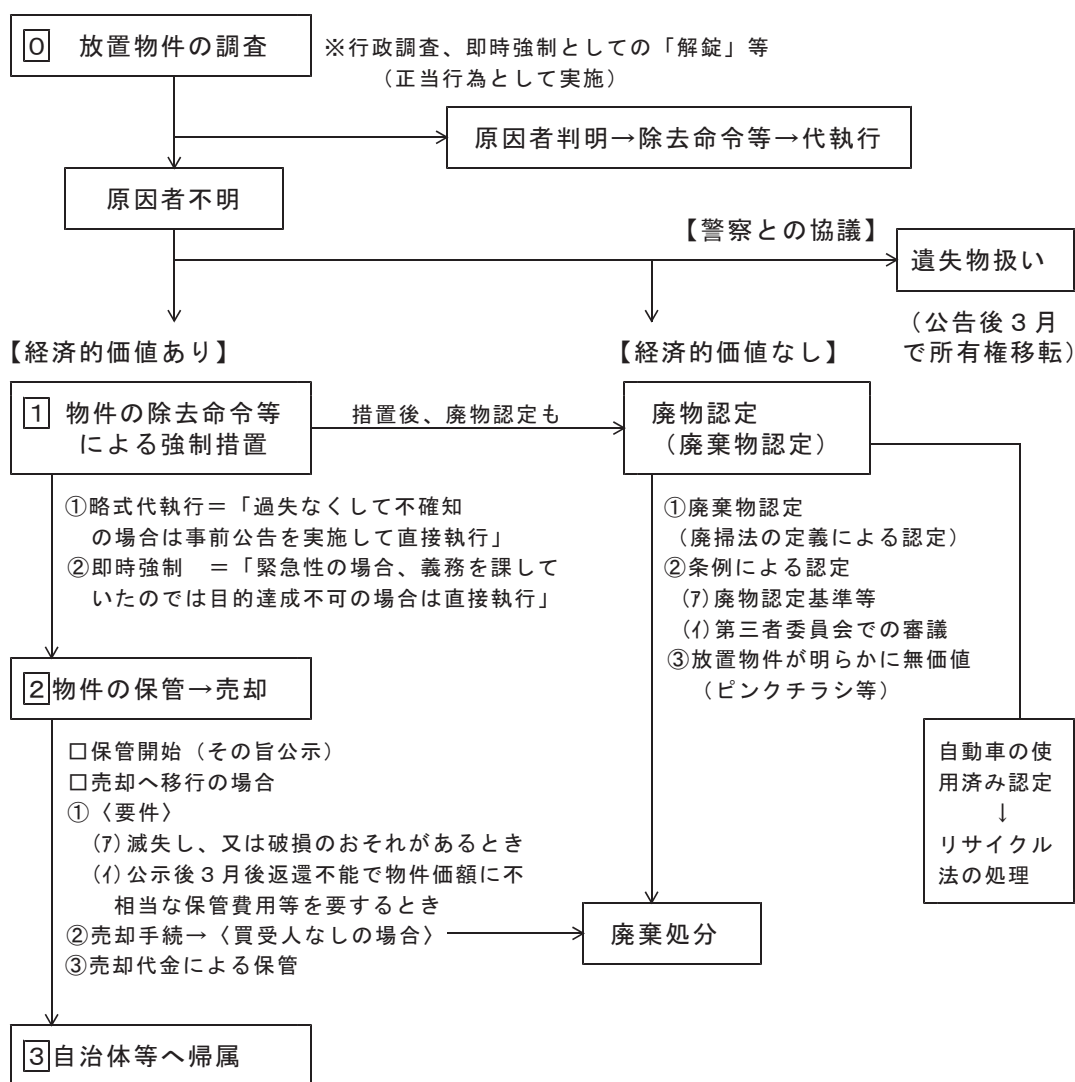 0 放置物件の調査
※行政調査、即時強制としての「解錠」等
（正当行為として実施）
原因者判明→除去命令等→代執行
原因者不明
【警察との協議】
遺失物扱い
（公告後３月
で所有権移転）
【経済的価値あり】
【経済的価値なし】
1 物件の除去命令等
による強制措置
措置後、廃物認定も
廃物認定
（廃棄物認定）
①略式代執行＝「過失なくして不確知
の場合は事前公告を実施して直接執行」
②即時強制　＝「緊急性の場合、義務を課して
いたのでは目的達成不可の場合は直接執行」
①廃棄物認定
（廃掃法の定義による認定）
②条例による認定
(ｱ)廃物認定基準等
(ｲ)第三者委員会での審議
③放置物件が明らかに無価値
（ピンクチラシ等）
2 物件の保管→売却
□保管開始（その旨公示）
□売却へ移行の場合
①〈要件〉
(ｱ)滅失し、又は破損のおそれがあるとき
(ｲ)公示後３月後返還不能で物件価額に不
相当な保管費用等を要するとき
②売却手続→〈買受人なしの場合〉
③売却代金による保管
自動車の使
用済み認定
↓
リサイクル
法の処理
廃棄処分
3 自治体等へ帰属